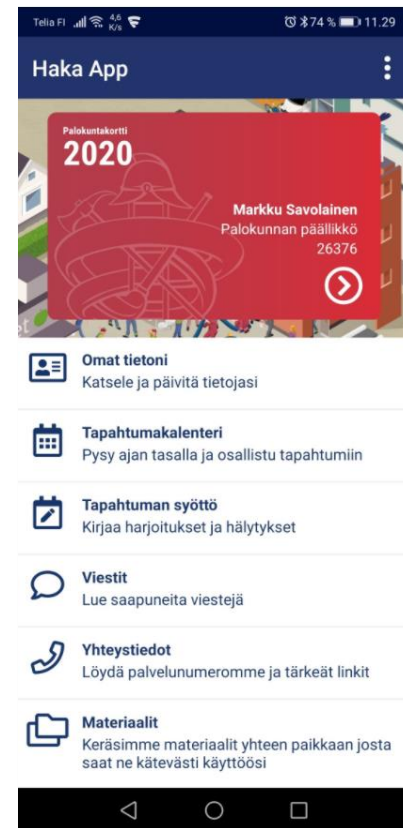 Telia FI 4,6 K/s 74 % 11.29
Haka App
Palokuntakortti
2020
Markku Savolainen
Palokunnan päällikkö
26376
Omat tietoni
Katsele ja päivitä tietojasi
Tapahtumakalenteri
Pysy ajan tasalla ja osallistu tapahtumiin
Tapahtuman syöttö
Kirjaa harjoitukset ja hälytykset
Viestit
Lue saapuneita viestejä
Yhteystiedot
Löydä palvelunumeromme ja tärkeät linkit
Materiaalit
Keräsimme materiaalit yhteen paikkaan josta
saat ne kätevästi käyttöösi